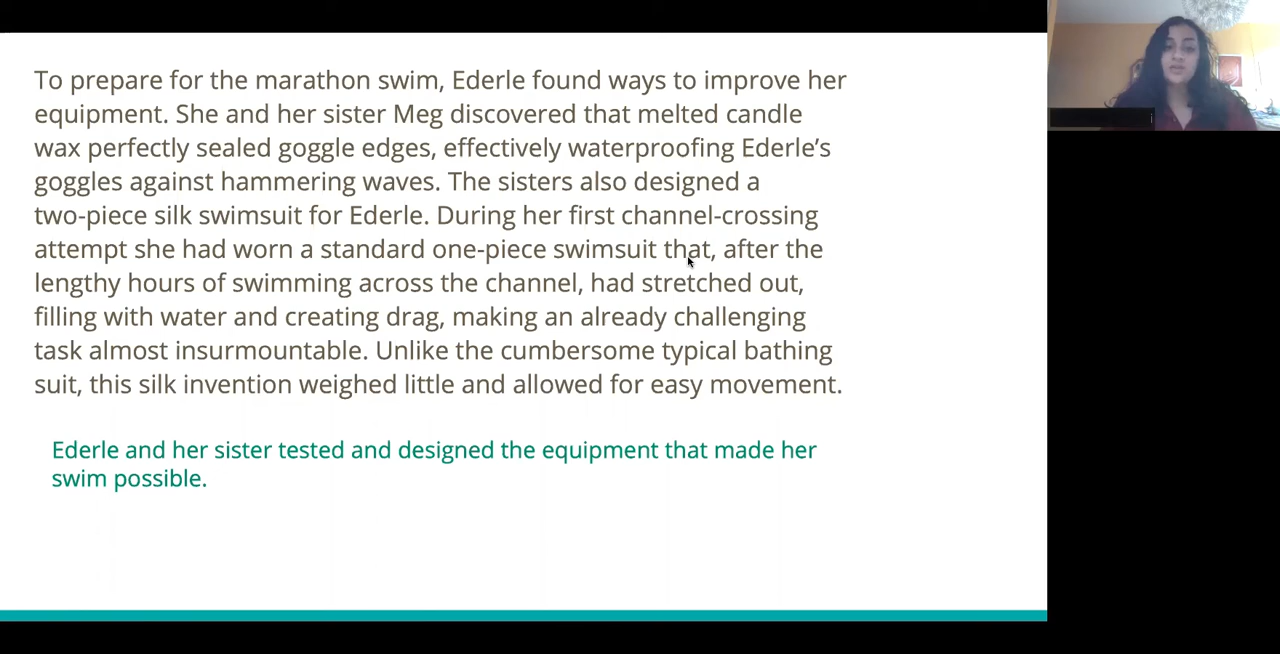 To prepare for the marathon swim, Ederle found ways to improve her
equipment. She and her sister Meg discovered that melted candle
wax perfectly sealed goggle edges, effectively waterproofing Ederle’s
goggles against hammering waves. The sisters also designed a
two-piece silk swimsuit for Ederle. During her first channel-crossing
attempt she had worn a standard one-piece swimsuit that, after the
lengthy hours of swimming across the channel, had stretched out,
filling with water and creating drag, making an already challenging
task almost insurmountable. Unlike the cumbersome typical bathing
suit, this silk invention weighed little and allowed for easy movement.
Ederle and her sister tested and designed the equipment that made her
swim possible.